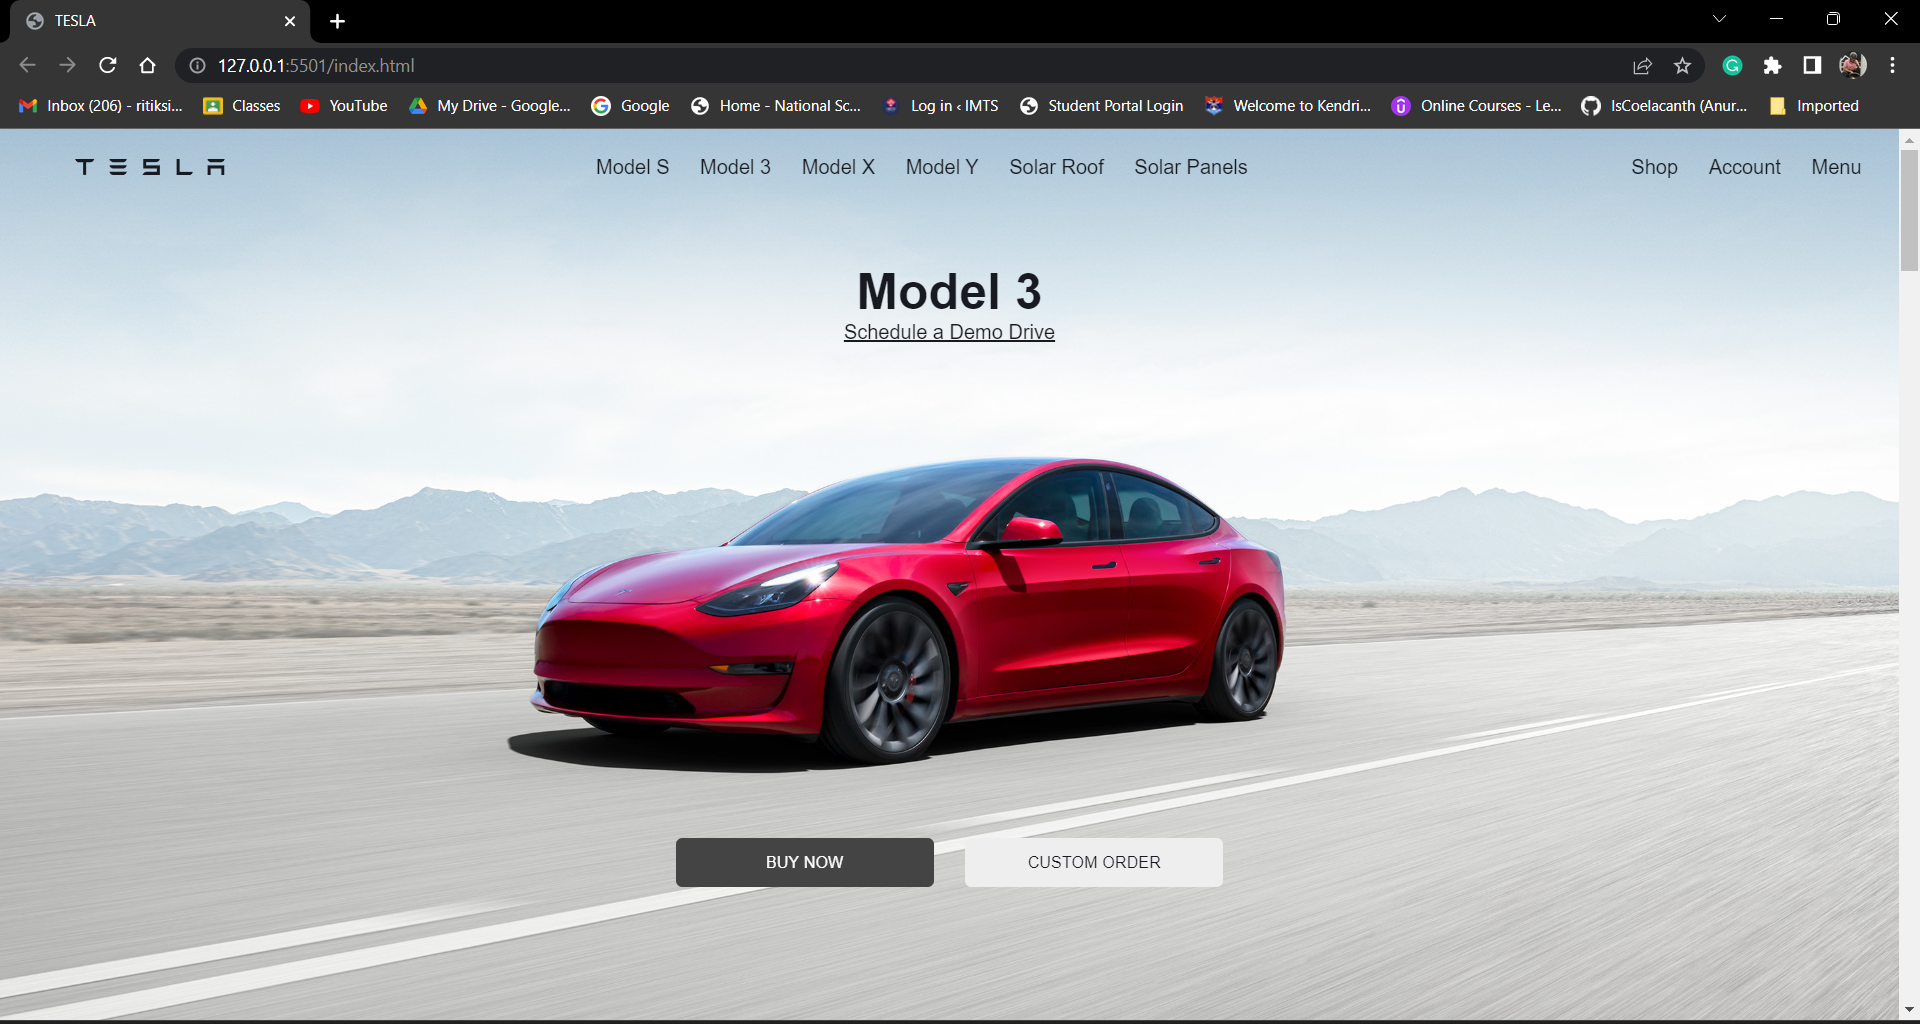 TESLA
127.0.0.1:5501/index.html
Inbox (206) - ritiksi... Classes YouTube My Drive - Google... Google Home - National Sc... Log in ‹ IMTS Student Portal Login Welcome to Kendri... Online Courses - Le... IsCoelacanth (Anur... Imported
TESLA Model S Model 3 Model X Model Y Solar Roof Solar Panels Shop Account Menu
Model 3
Schedule a Demo Drive
BUY NOW CUSTOM ORDER